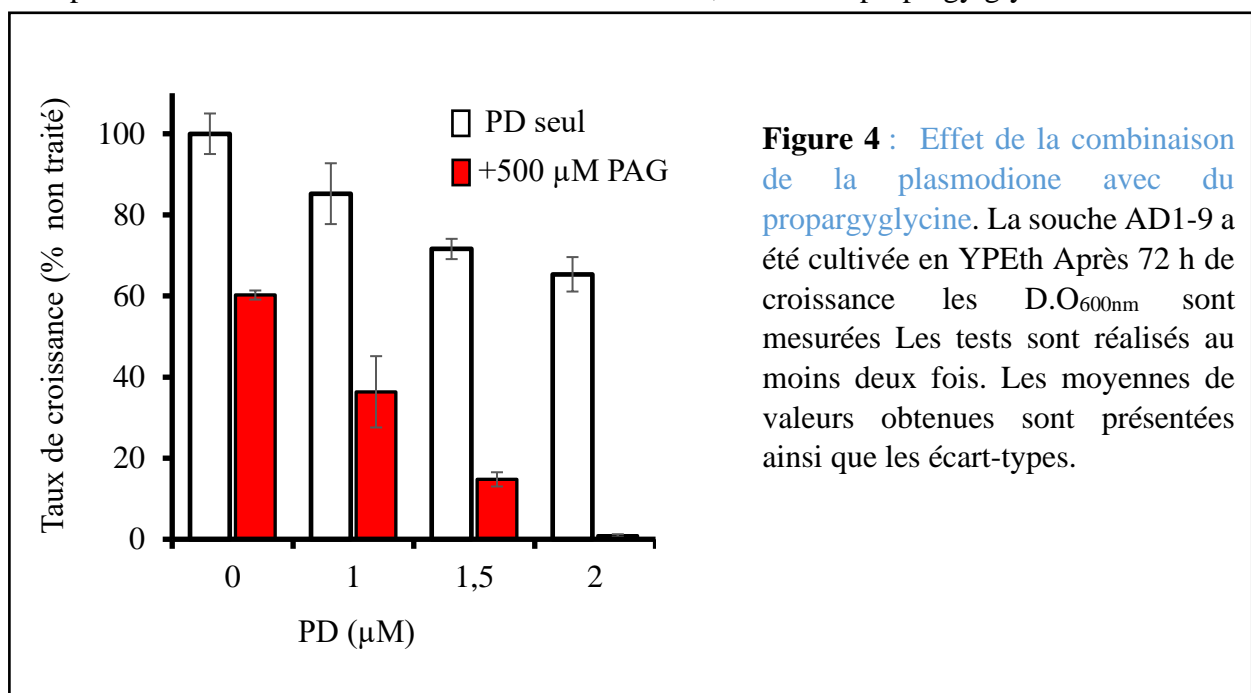 Taux de croissance (% non traité)
100
80
60
40
20
0
PD seul
+500 µM PAG
0 1 1,5 2
PD (µM)
Figure 4 : Effet de la combinaison
de la plasmodione avec du
propargyglycine. La souche AD1-9 a
été cultivée en YPEth Après 72 h de
croissance les D.O600nm sont
mesurées Les tests sont réalisés au
moins deux fois. Les moyennes de
valeurs obtenues sont présentées
ainsi que les écart-types.